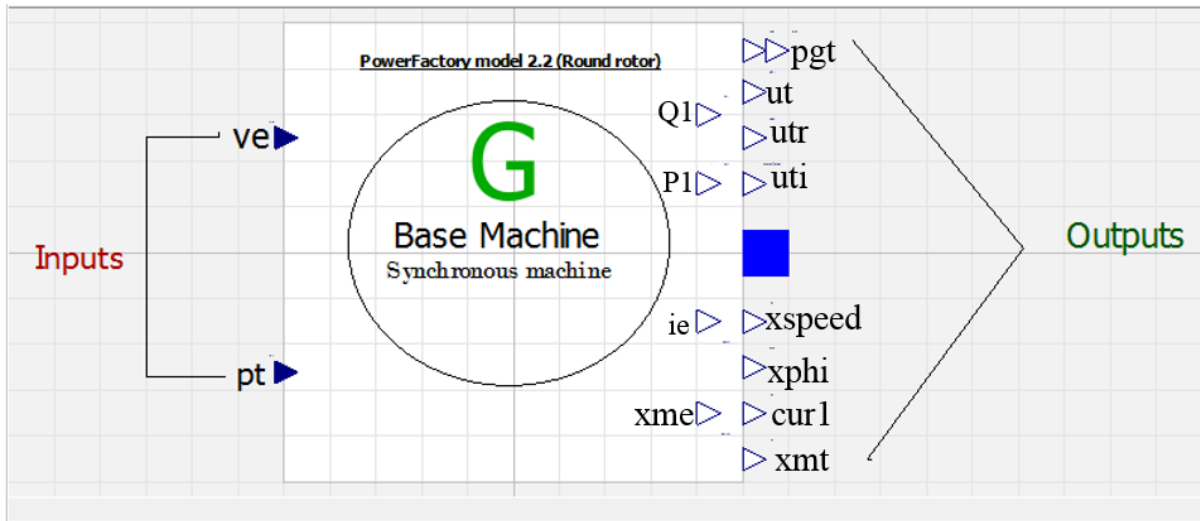 PowerFactory model 2.2 (Round rotor)
pgt
ut
Q1
utr
ve
G
P1
uti
Base Machine
Synchronous machine
Inputs
Outputs
ie
xspeed
pt
xphi
xme
cur1
xmt